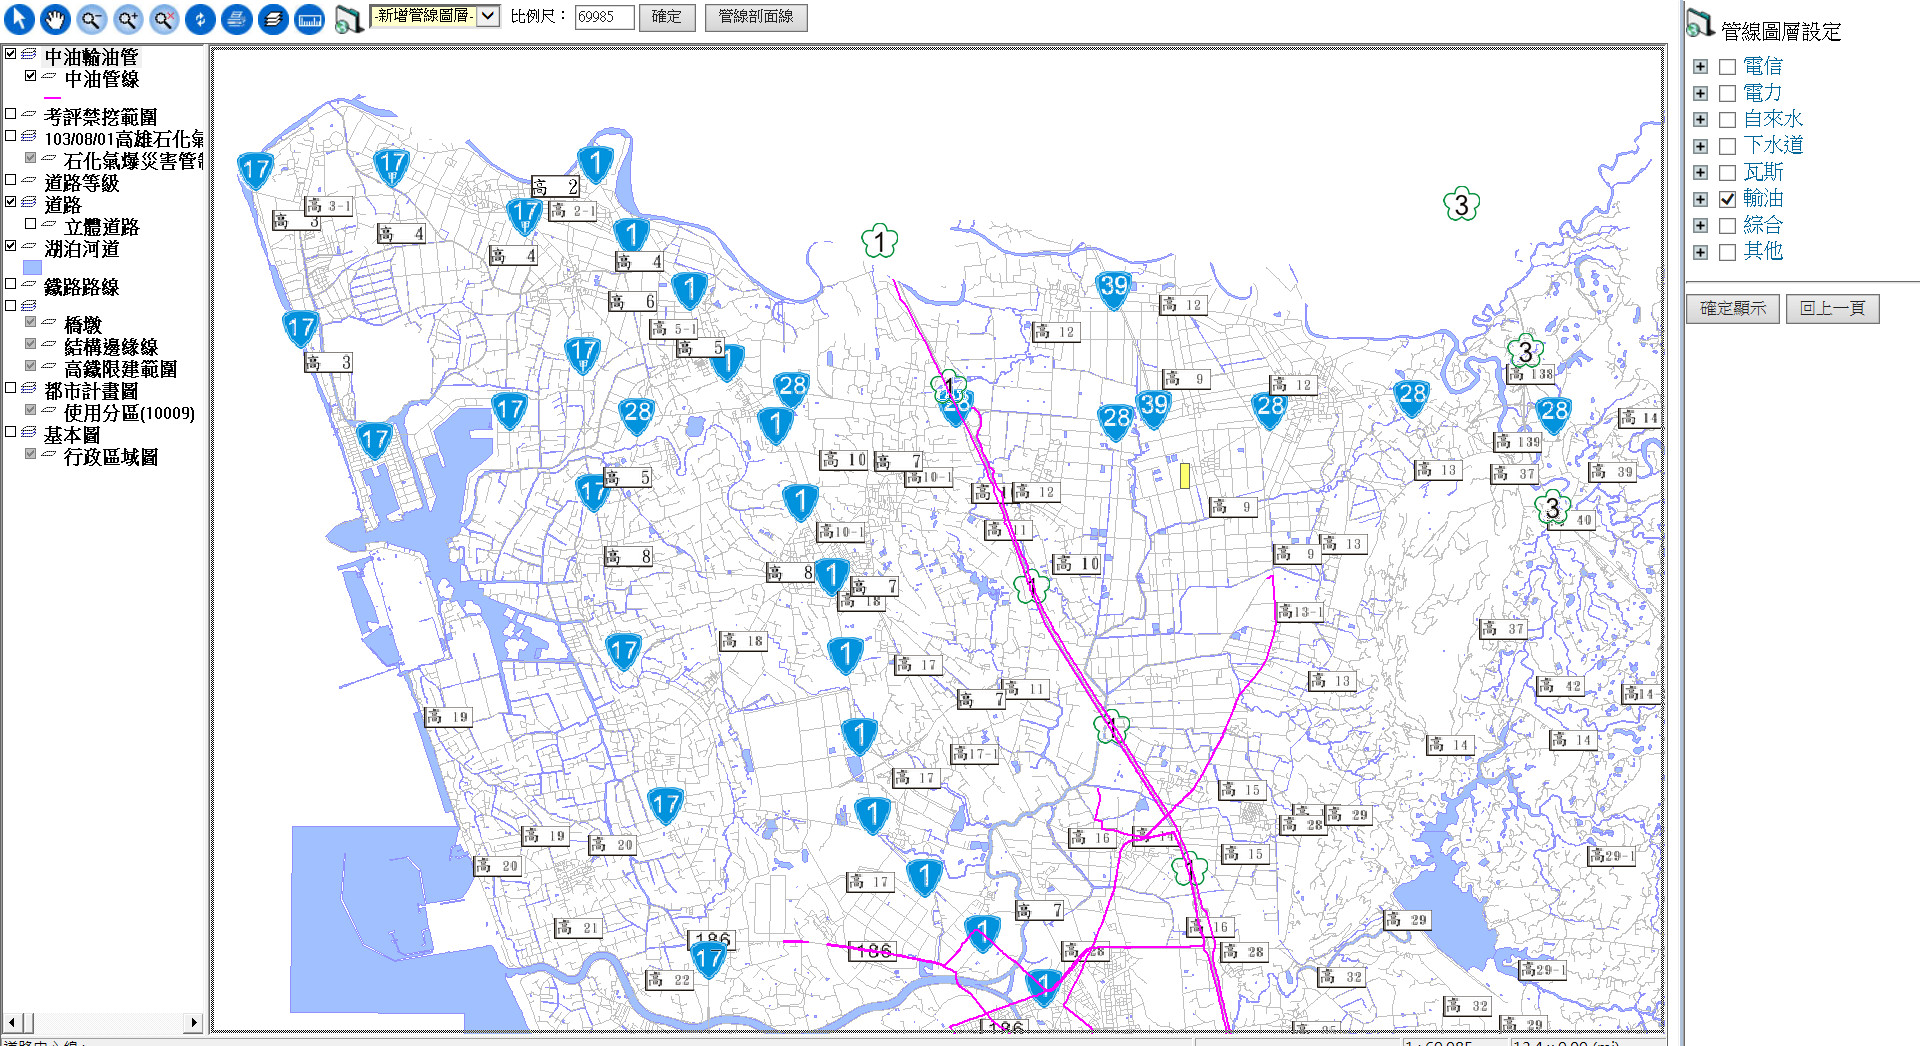 -新增管線圖層-
比例尺：
69985
確定
管線剖面線
中油輸油管
中油管線
考評禁挖範圍
103/08/01高雄石化氣
石化氣爆災害管
道路等級
道路
立體道路
湖泊河道
鐵路路線
橋墩
結構邊緣線
高鐵限建範圍
都市計畫圖
使用分區(10009)
基本圖
行政區域圖
管線圖層設定
電信
電力
自來水
下水道
瓦斯
輸油
綜合
其他
確定顯示
回上一頁
17
17甲
1
高 2
高 3-1
高 3
17甲
高 2-1
高 4
1
高 4
高 4
1
3
1
高 6
39
高 12
17
高 5-1
高 12
高 5
1
17甲
高 3
3
高 138
28
1
28
高 9
高 12
28
17
28
1
28
39
28
28
高 14
17
高 139
高 10
高 7
高10-1
高 13
高 37
高 39
17
高 5
高 12
1
高 9
3
高 40
高10-1
高 11
高 8
高 10
高 9
高 13
高 8
1
高 7
高 18
1
高13-1
高 18
17
1
高 17
高 37
高 11
高 7
高 13
高 42
高14
高 19
1
1
高17-1
高 14
高 14
高 17
17
1
高 15
高 28
高 29
高 19
高 20
高 16
高 14
高 15
高29-1
高 20
1
高 17
1
高 7
高 29
高 21
186
17
1
高 16
186
高 28
高 28
高29-1
高 22
1
高 32
高 32
186
高 29